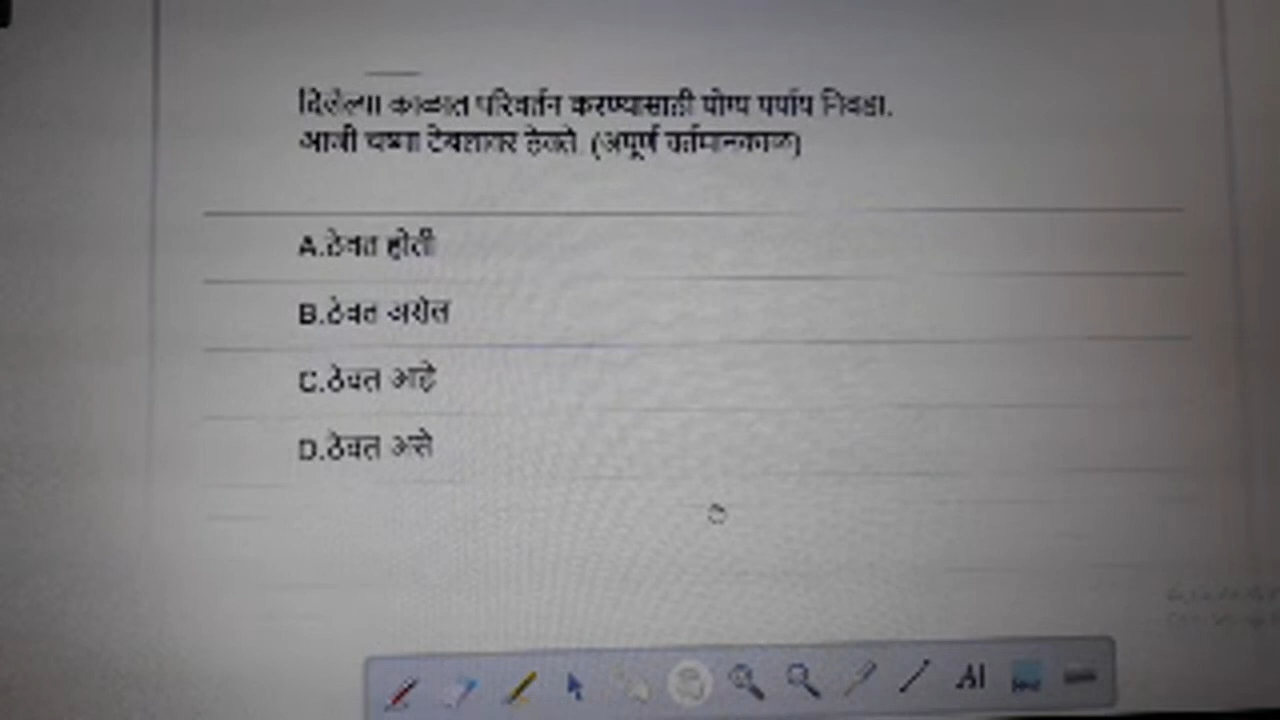 दिलेल्या काळात परिवर्तन करण्यासाठी योग्य पर्याय निवडा.
आजी चष्मा टेबलावर ठेवते. (अपूर्ण वर्तमानकाळ)
A.ठेवत होती
B.ठेवत असेल
C.ठेवत आहे
D.ठेवत असे
AI